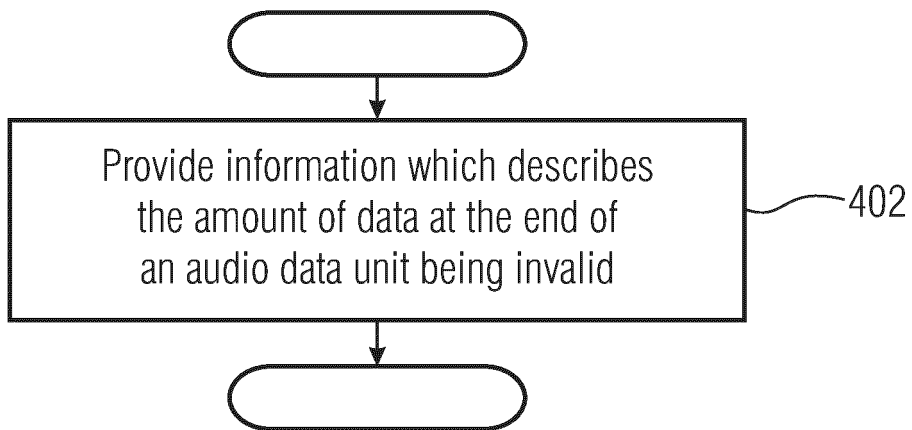 Provide information which describes
the amount of data at the end of
an audio data unit being invalid
402